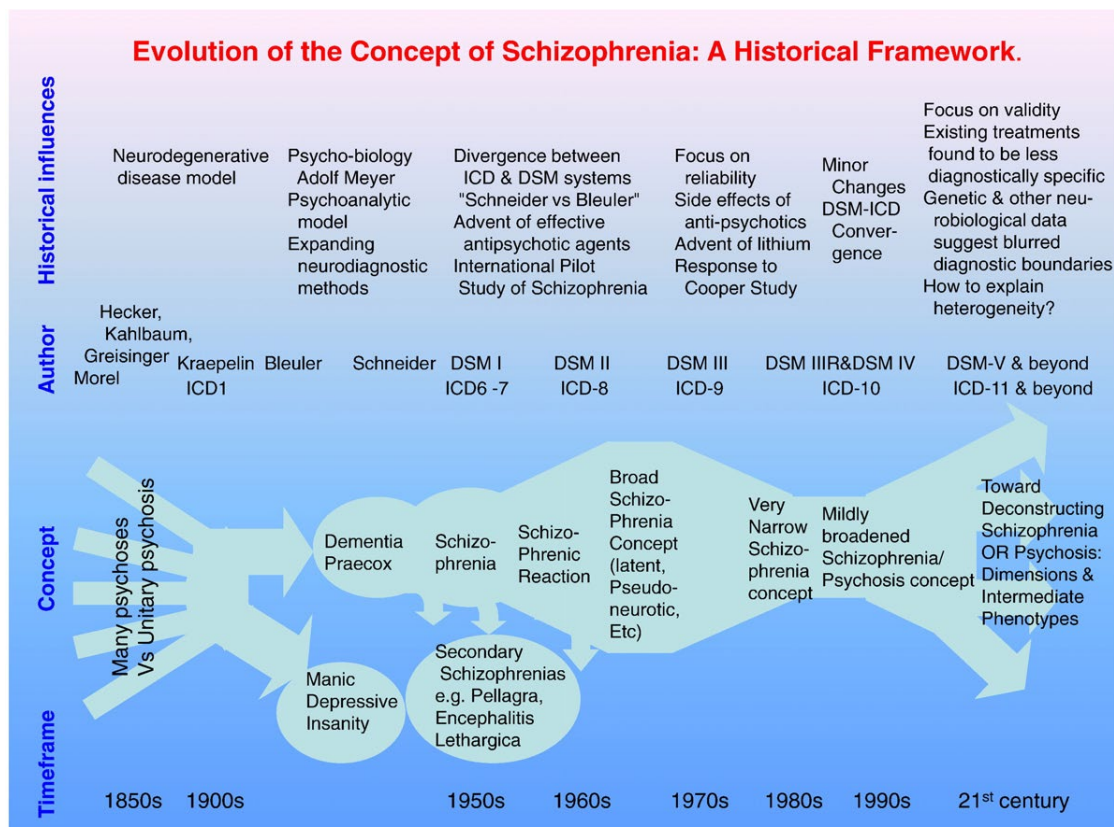 Evolution of the Concept of Schizophrenia: A Historical Framework.
Historical influences
Neurodegenerative
disease model
Psycho-biology
Adolf Meyer
Psychoanalytic
model
Expanding
neurodiagnostic
methods
Divergence between
ICD & DSM systems
"Schneider vs Bleuler"
Advent of effective
antipsychotic agents
International Pilot
Study of Schizophrenia
Focus on
reliability
Side effects of
anti-psychotics
Advent of lithium
Response to
Cooper Study
Minor
Changes
DSM-ICD
Conver-
gence
Focus on validity
Existing treatments
found to be less
diagnostically specific
Genetic & other neu-
robiological data
suggest blurred
diagnostic boundaries
How to explain
heterogeneity?
Author
Hecker,
Kahlbaum,
Greisinger
Morel
Kraepelin
ICD1
Bleuler
Schneider
DSM I
ICD6 -7
DSM II
ICD-8
DSM III
ICD-9
DSM IIIR&DSM IV
ICD-10
DSM-V & beyond
ICD-11 & beyond
Concept
Many psychoses
Vs Unitary psychosis
Dementia
Praecox
Manic
Depressive
Insanity
Schizo-
phrenia
Secondary
Schizophrenias
e.g. Pellagra,
Encephalitis
Lethargica
Schizo-
Phrenic
Reaction
Broad
Schizo-
Phrenia
Concept
(latent,
Pseudo-
neurotic,
Etc)
Very
Narrow
Schizo-
phrenia
concept
Mildly
broadened
Schizophrenia/
Psychosis concept
Toward
Deconstructing
Schizophrenia
OR Psychosis:
Dimensions &
Intermediate
Phenotypes
Timeframe
1850s
1900s
1950s
1960s
1970s
1980s
1990s
21st century